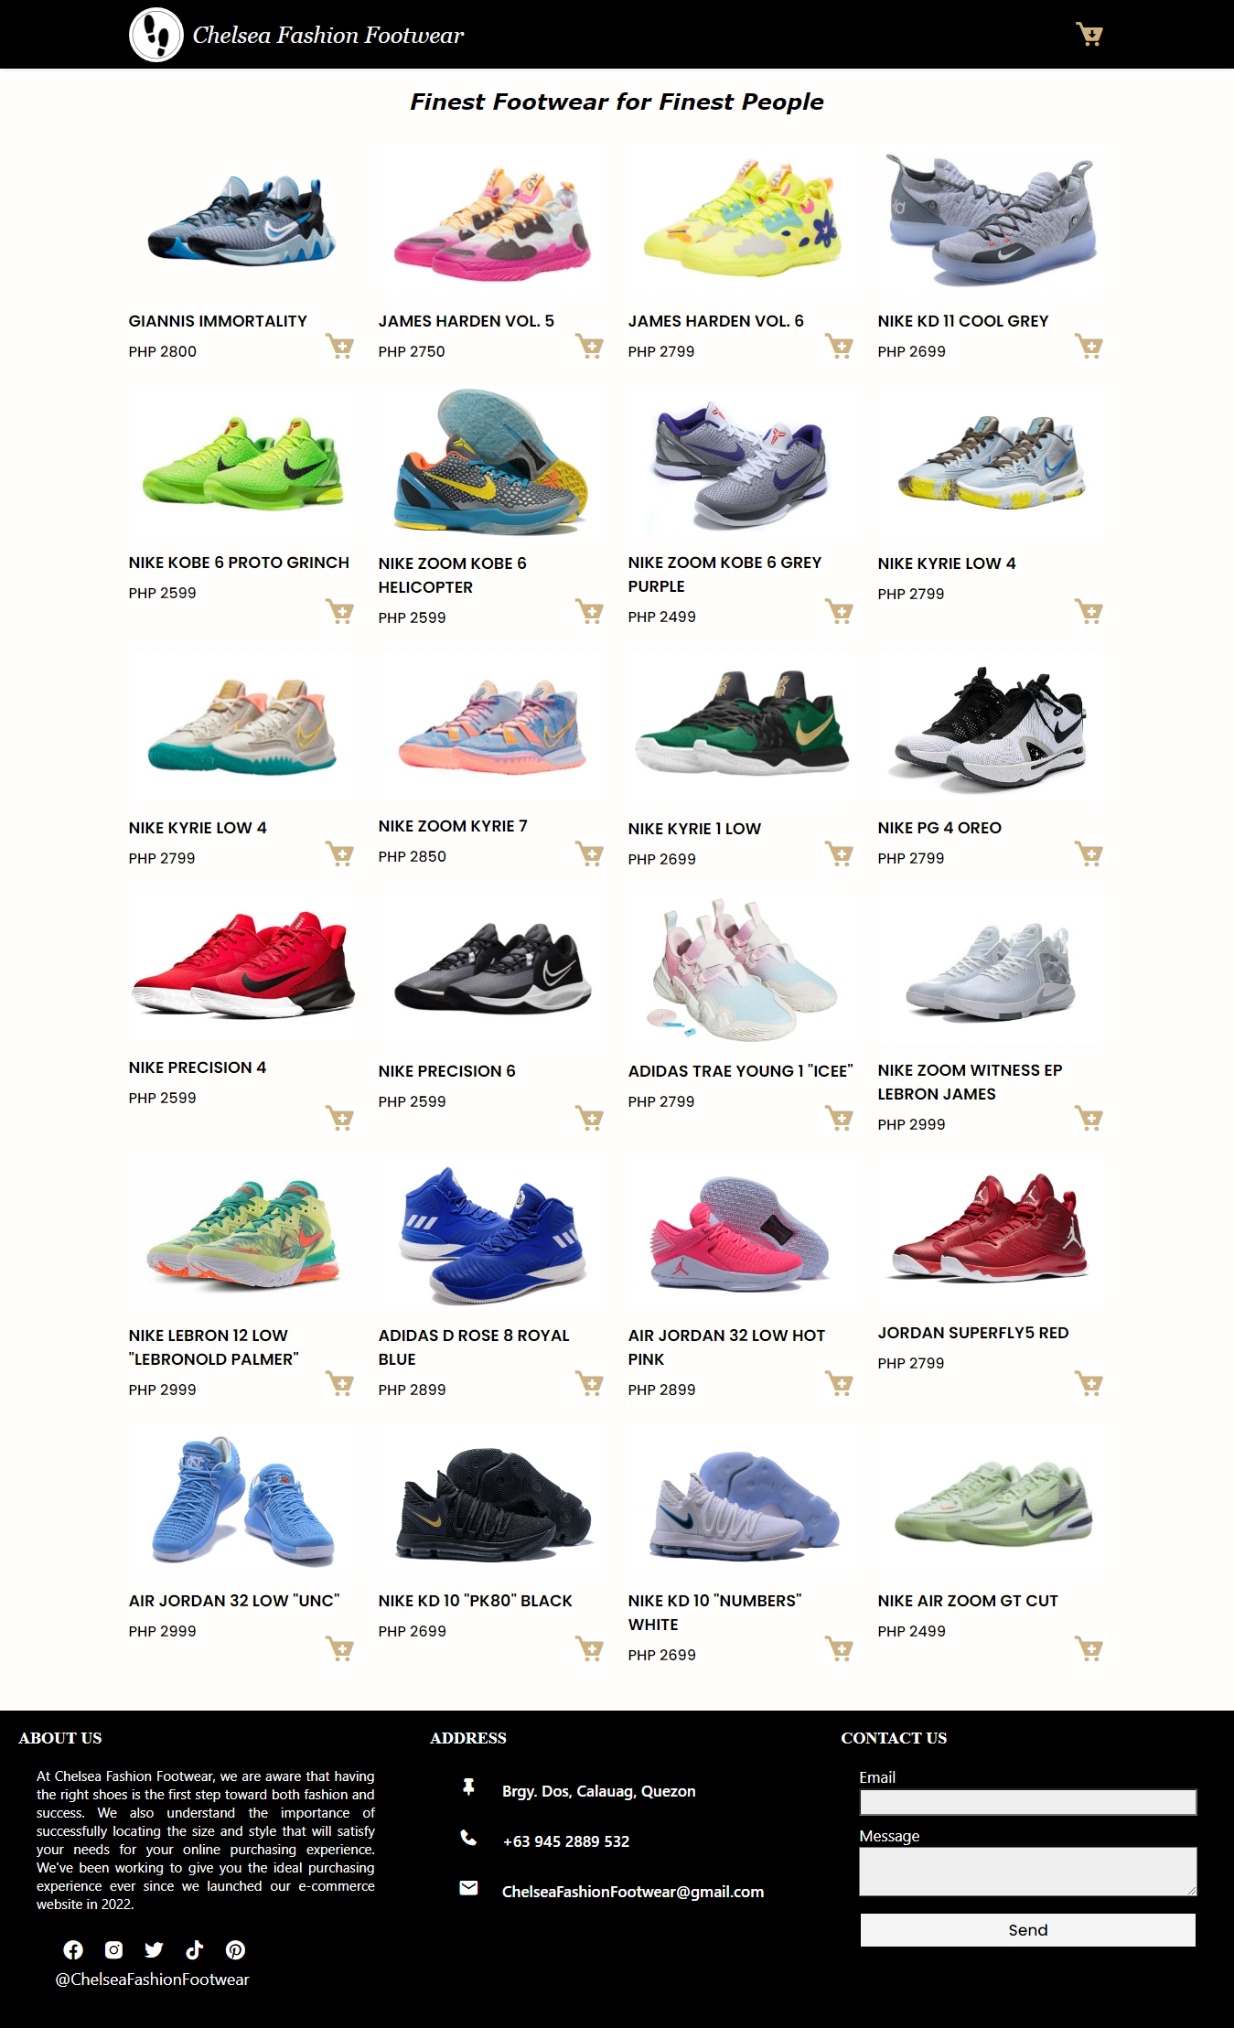 Chelsea Fashion Footwear
Finest Footwear for Finest People
GIANNIS IMMORTALITY
PHP 2800
JAMES HARDEN VOL. 5
PHP 2750
JAMES HARDEN VOL. 6
PHP 2799
NIKE KD 11 COOL GREY
PHP 2699
NIKE KOBE 6 PROTO GRINCH
PHP 2599
NIKE ZOOM KOBE 6
HELICOPTER
PHP 2599
NIKE ZOOM KOBE 6 GREY
PURPLE
PHP 2499
NIKE KYRIE LOW 4
PHP 2799
NIKE KYRIE LOW 4
PHP 2799
NIKE ZOOM KYRIE 7
PHP 2850
NIKE KYRIE 1 LOW
PHP 2699
NIKE PG 4 OREO
PHP 2799
NIKE PRECISION 4
PHP 2599
NIKE PRECISION 6
PHP 2599
ADIDAS TRAE YOUNG 1 "ICEE"
PHP 2799
NIKE ZOOM WITNESS EP
LEBRON JAMES
PHP 2999
NIKE LEBRON 12 LOW
"LEBRONOLD PALMER"
PHP 2999
ADIDAS D ROSE 8 ROYAL
BLUE
PHP 2899
AIR JORDAN 32 LOW HOT
PINK
PHP 2899
JORDAN SUPERFLY5 RED
PHP 2799
AIR JORDAN 32 LOW "UNC"
PHP 2999
NIKE KD 10 "PK80" BLACK
PHP 2699
NIKE KD 10 "NUMBERS"
WHITE
PHP 2699
NIKE AIR ZOOM GT CUT
PHP 2499
ABOUT US
At Chelsea Fashion Footwear, we are aware that having
the right shoes is the first step toward both fashion and
success. We also understand the importance of
successfully locating the size and style that will satisfy
your needs for your online purchasing experience.
We've been working to give you the ideal purchasing
experience ever since we launched our e-commerce
website in 2022.
@ChelseaFashionFootwear
ADDRESS
Brgy. Dos, Calauag, Quezon
+63 945 2889 532
ChelseaFashionFootwear@gmail.com
CONTACT US
Email
Message
Send